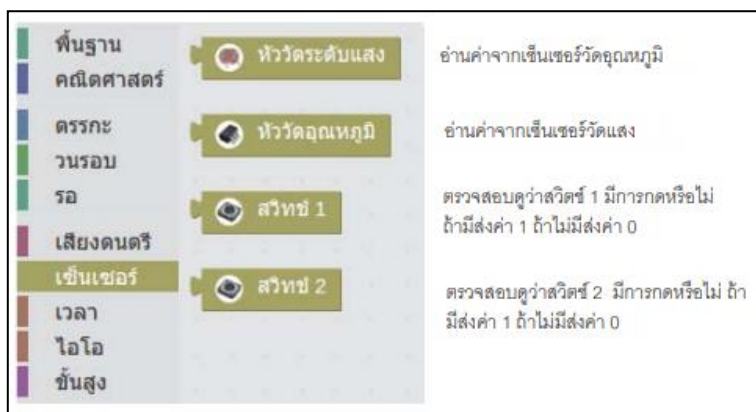 พื้นฐาน
คณิตศาสตร์
ตรรกะ
วนรอบ
รอ
เสียงดนตรี
เซ็นเซอร์
เวลา
ไอโอ
ขั้นสูง
หัววัดระดับแสง
อ่านค่าจากเซ็นเซอร์วัดอุณหภูมิ
หัววัดอุณหภูมิ
อ่านค่าจากเซ็นเซอร์วัดแสง
สวิทช์ 1
ตรวจสอบดูว่าสวิตช์ 1 มีการกดหรือไม่
ถ้ามีส่งค่า 1 ถ้าไม่มีส่งค่า 0
สวิทช์ 2
ตรวจสอบดูว่าสวิตช์ 2 มีการกดหรือไม่ ถ้า
มีส่งค่า 1 ถ้าไม่มีส่งค่า 0